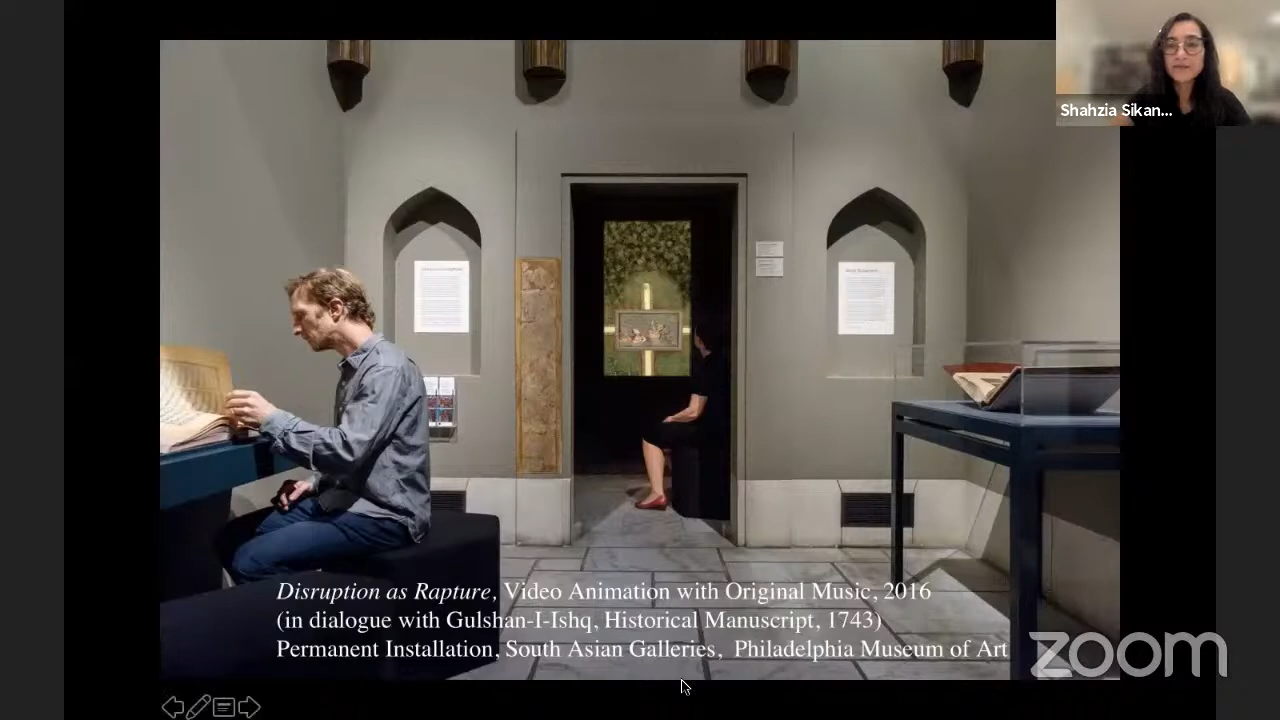 Shahzia Sikan...
Disruption as Rapture, Video Animation with Original Music, 2016
(in dialogue with Gulshan-I-Ishq, Historical Manuscript, 1743)
Permanent Installation, South Asian Galleries, Philadelphia Museum of Art
zoom